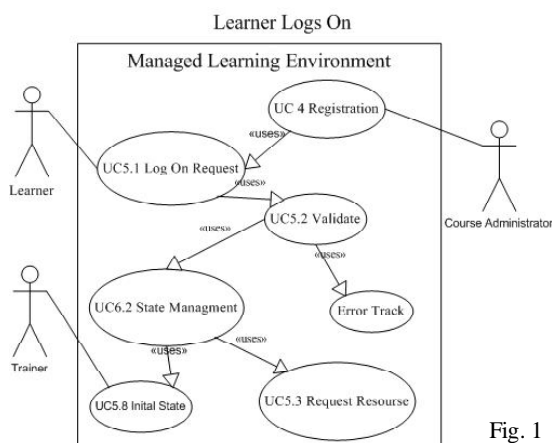 Learner Logs On
Managed Learning Environment
UC 4 Registration
«uses»
UC5.1 Log On Request
Learner
«uses»
UC5.2 Validate
Course Administrator
«uses»
«uses»
UC6.2 State Managment
Error Track
«uses»
«uses»
Trainer
UC5.8 Inital State
UC5.3 Request Resourse
Fig. 1